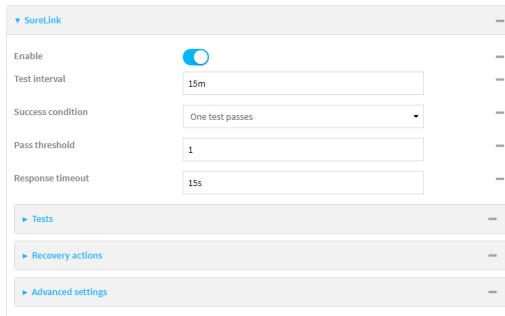 SureLink
Enable
Test interval 15m
Success condition One test passes
Pass threshold 1
Response timeout 15s
Tests
Recovery actions
Advanced settings